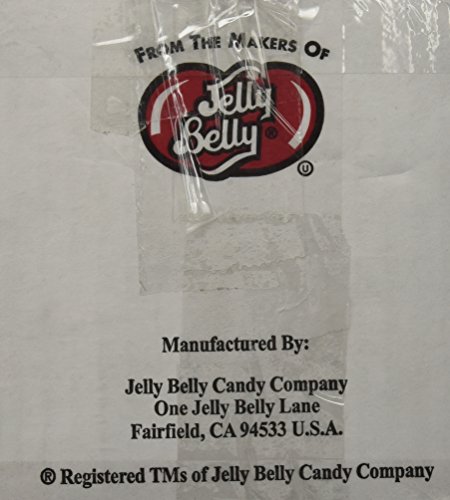 FROM THE MAKERS OF
Jelly
Belly®
U
Manufactured By:
Jelly Belly Candy Company
One Jelly Belly Lane
Fairfield, CA 94533 U.S.A.
® Registered TMs of Jelly Belly Candy Company